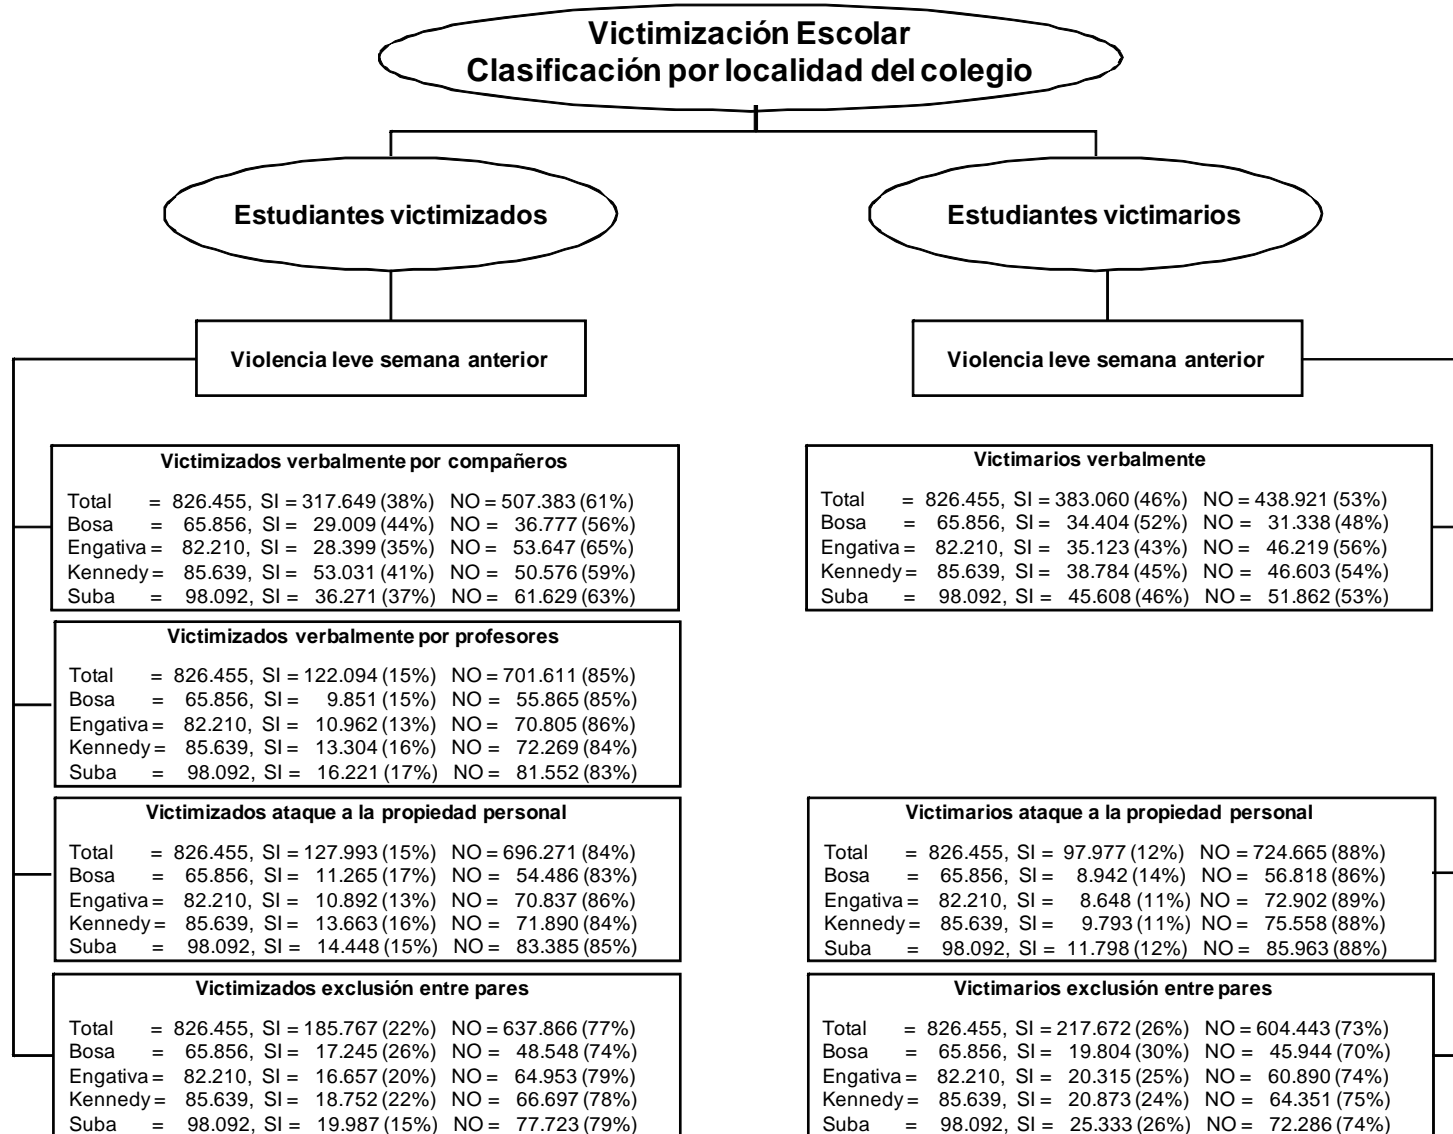 Victimización Escolar
Clasificación por localidad del colegio
Estudiantes victimizados
Estudiantes victimarios
Violencia leve semana anterior
Violencia leve semana anterior
Victimizados verbalmente por compañeros
Total = 826.455, SI = 317.649 (38%) NO = 507.383 (61%)
Bosa = 65.856, SI = 29.009 (44%) NO = 36.777 (56%)
Engativa = 82.210, SI = 28.399 (35%) NO = 53.647 (65%)
Kennedy = 85.639, SI = 53.031 (41%) NO = 50.576 (59%)
Suba = 98.092, SI = 36.271 (37%) NO = 61.629 (63%)
Victimarios verbalmente
Total = 826.455, SI = 383.060 (46%) NO = 438.921 (53%)
Bosa = 65.856, SI = 34.404 (52%) NO = 31.338 (48%)
Engativa = 82.210, SI = 35.123 (43%) NO = 46.219 (56%)
Kennedy = 85.639, SI = 38.784 (45%) NO = 46.603 (54%)
Suba = 98.092, SI = 45.608 (46%) NO = 51.862 (53%)
Victimizados verbalmente por profesores
Total = 826.455, SI = 122.094 (15%) NO = 701.611 (85%)
Bosa = 65.856, SI = 9.851 (15%) NO = 55.865 (85%)
Engativa = 82.210, SI = 10.962 (13%) NO = 70.805 (86%)
Kennedy = 85.639, SI = 13.304 (16%) NO = 72.269 (84%)
Suba = 98.092, SI = 16.221 (17%) NO = 81.552 (83%)
Victimizados ataque a la propiedad personal
Total = 826.455, SI = 127.993 (15%) NO = 696.271 (84%)
Bosa = 65.856, SI = 11.265 (17%) NO = 54.486 (83%)
Engativa = 82.210, SI = 10.892 (13%) NO = 70.837 (86%)
Kennedy = 85.639, SI = 13.663 (16%) NO = 71.890 (84%)
Suba = 98.092, SI = 14.448 (15%) NO = 83.385 (85%)
Victimarios ataque a la propiedad personal
Total = 826.455, SI = 97.977 (12%) NO = 724.665 (88%)
Bosa = 65.856, SI = 8.942 (14%) NO = 56.818 (86%)
Engativa = 82.210, SI = 8.648 (11%) NO = 72.902 (89%)
Kennedy = 85.639, SI = 9.793 (11%) NO = 75.558 (88%)
Suba = 98.092, SI = 11.798 (12%) NO = 85.963 (88%)
Victimizados exclusión entre pares
Total = 826.455, SI = 185.767 (22%) NO = 637.866 (77%)
Bosa = 65.856, SI = 17.245 (26%) NO = 48.548 (74%)
Engativa = 82.210, SI = 16.657 (20%) NO = 64.953 (79%)
Kennedy = 85.639, SI = 18.752 (22%) NO = 66.697 (78%)
Suba = 98.092, SI = 19.987 (15%) NO = 77.723 (79%)
Victimarios exclusión entre pares
Total = 826.455, SI = 217.672 (26%) NO = 604.443 (73%)
Bosa = 65.856, SI = 19.804 (30%) NO = 45.944 (70%)
Engativa = 82.210, SI = 20.315 (25%) NO = 60.890 (74%)
Kennedy = 85.639, SI = 20.873 (24%) NO = 64.351 (75%)
Suba = 98.092, SI = 25.333 (26%) NO = 72.286 (74%)